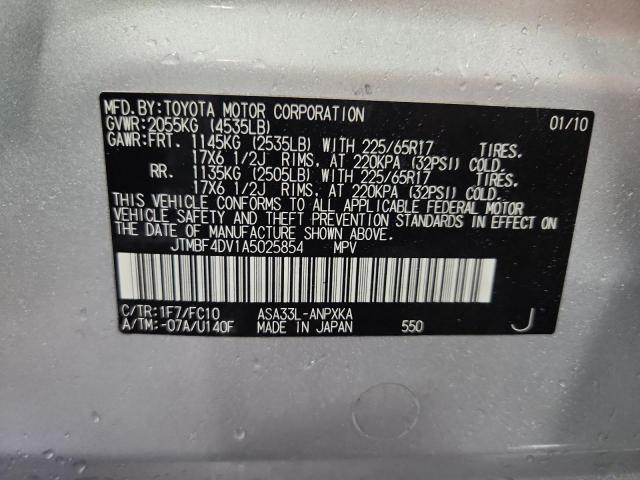 MFD.BY:TOYOTA MOTOR CORPORATION 01/10
GVWR:2055KG (4535LB)
GAWR:FRT. 1145KG (2535LB) WITH 225/65R17 TIRES.
17X6 1/2J RIMS. AT 220KPA (32PSI) COLD.
RR. 1135KG (2505LB) WITH 225/65R17 TIRES.
17X6 1/2J RIMS. AT 220KPA (32PSI) COLD.
THIS VEHICLE CONFORMS TO ALL APPLICABLE FEDERAL MOTOR
VEHICLE SAFETY AND THEFT PREVENTION STANDARDS IN EFFECT ON
THE DATE OF MANUFACTURE SHOWN ABOVE.
JTMBF4DV1A5025854 MPV
C/TR:1F7/FC10 ASA33L-ANPXKA
A/TM:-07A/U140F MADE IN JAPAN 550 J